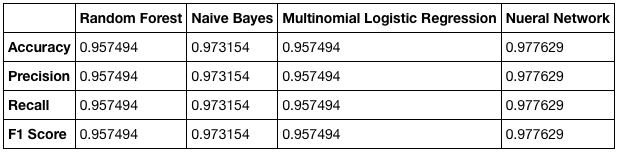 Random Forest Naive Bayes Multinomial Logistic Regression Nueral Network
Accuracy 0.957494 0.973154 0.957494 0.977629
Precision 0.957494 0.973154 0.957494 0.977629
Recall 0.957494 0.973154 0.957494 0.977629
F1 Score 0.957494 0.973154 0.957494 0.977629